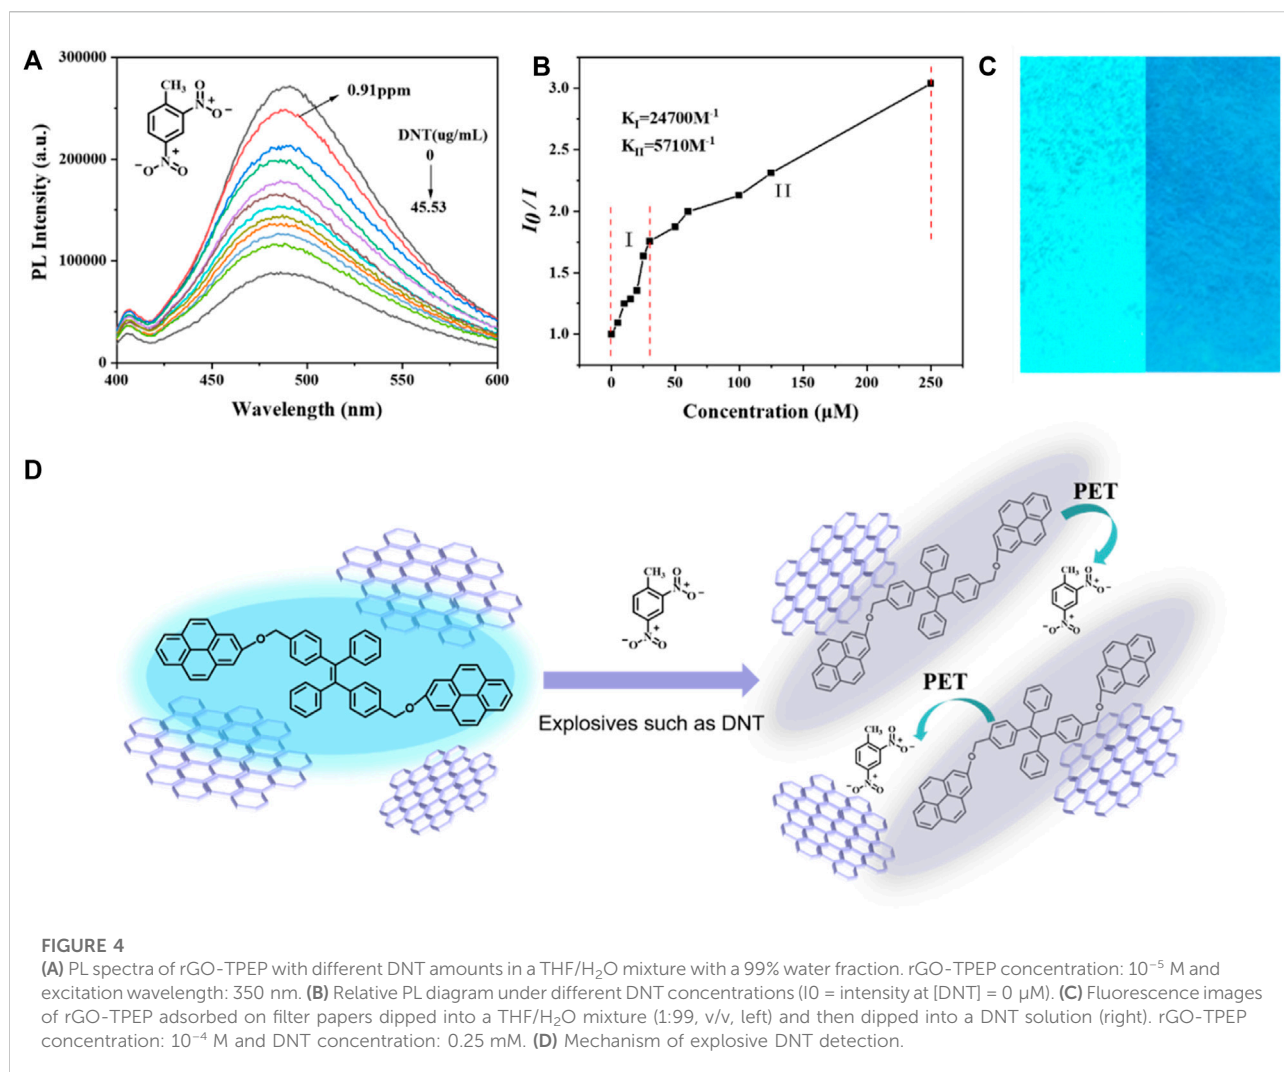 A
300000
200000
100000
0
PL Intensity (a.u.)
400 450 500 550 600
Wavelength (nm)
CH₃
O
N
+
O
−
N
+
−O
O
0.91ppm
DNT(ug/mL)
0
45.53
B
3.0
2.5
2.0
1.5
1.0
I0 / I
K_I=24700M⁻¹
K_II=5710M⁻¹
I
II
0 50 100 150 200 250
Concentration (μM)
C
D
O
O
CH₃
O
N
+
O
−
N
+
−O
O
Explosives such as DNT
PET
O
O
CH₃
O
N
+
O
−
N
+
−O
O
PET
O
O
CH₃
O
N
+
O
−
N
+
−O
O
FIGURE 4
(A) PL spectra of rGO-TPEP with different DNT amounts in a THF/H₂O mixture with a 99% water fraction. rGO-TPEP concentration: 10⁻⁵ M and
excitation wavelength: 350 nm. (B) Relative PL diagram under different DNT concentrations (I0 = intensity at [DNT] = 0 μM). (C) Fluorescence images
of rGO-TPEP adsorbed on filter papers dipped into a THF/H₂O mixture (1:99, v/v, left) and then dipped into a DNT solution (right). rGO-TPEP
concentration: 10⁻⁴ M and DNT concentration: 0.25 mM. (D) Mechanism of explosive DNT detection.